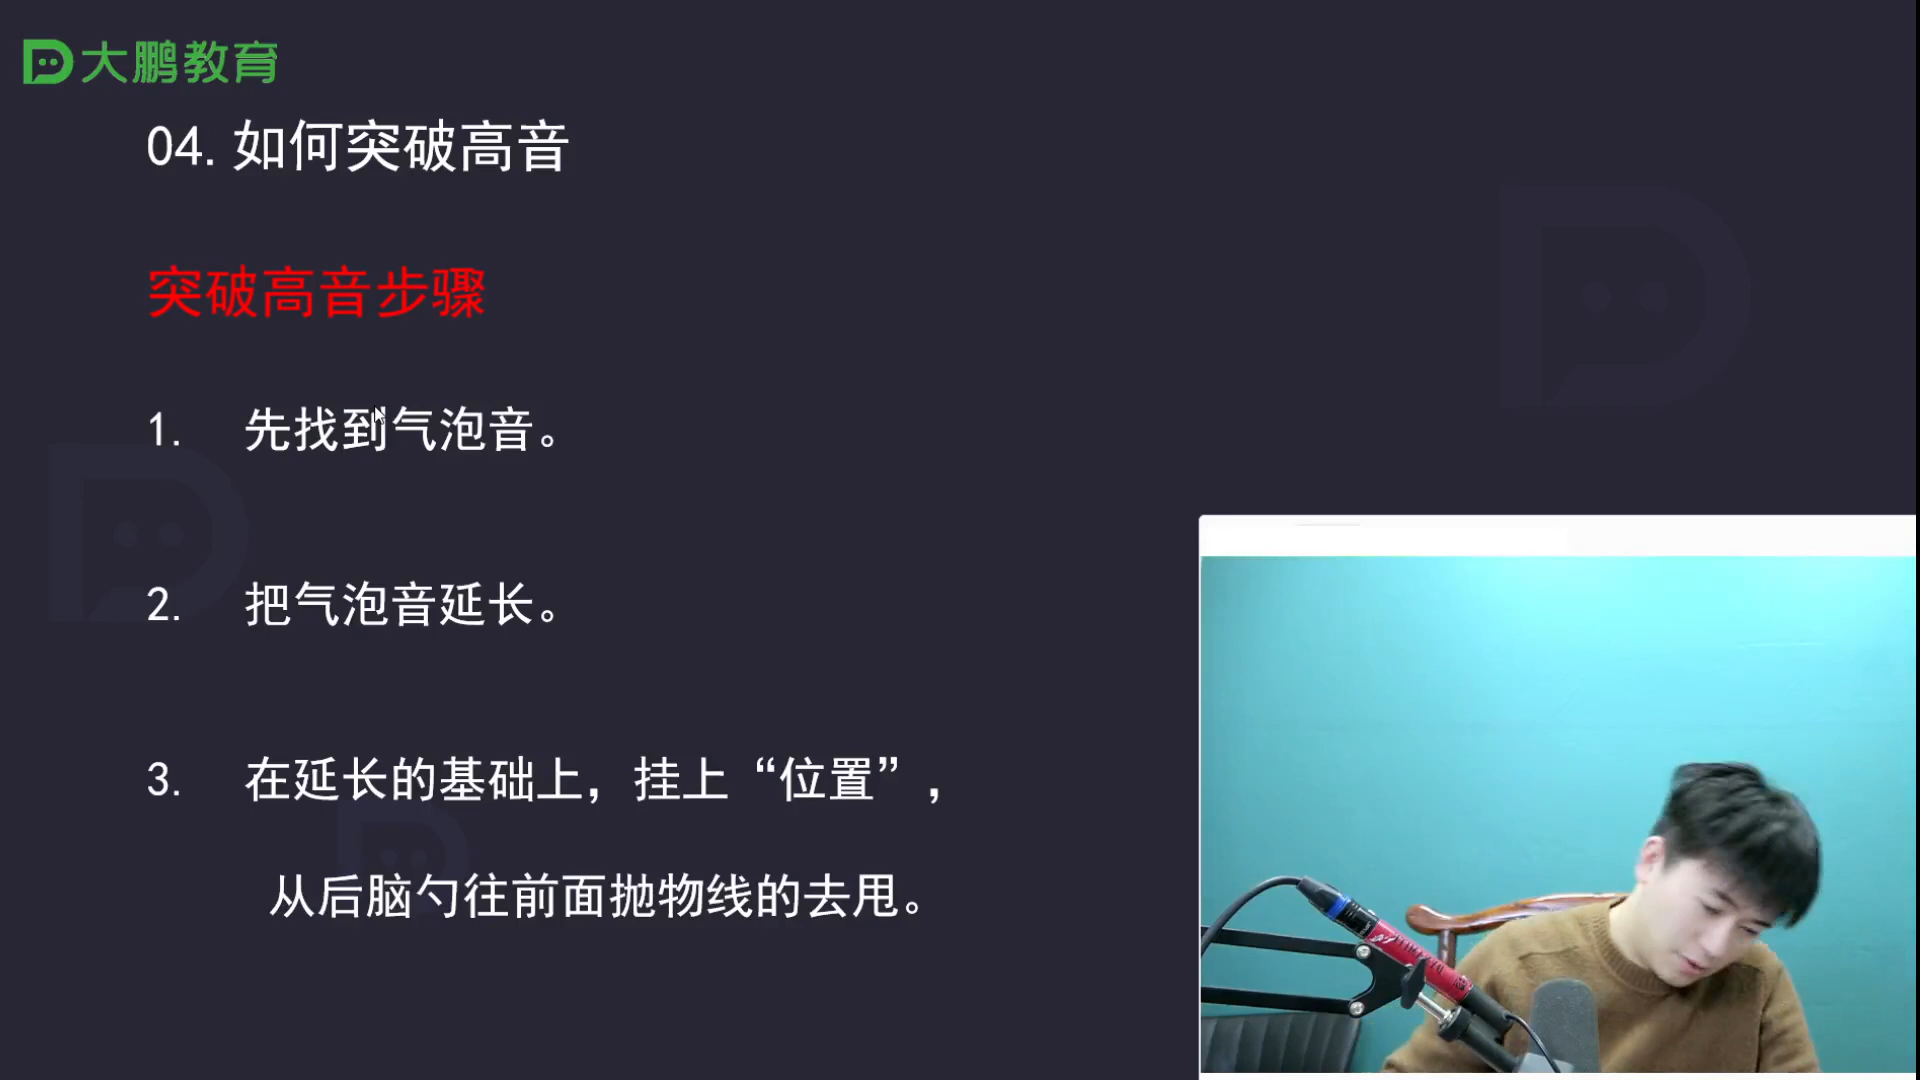 大鹏教育
04.如何突破高音
突破高音步骤
1. 先找到气泡音。
2. 把气泡音延长。
3. 在延长的基础上，挂上“位置”，
从后脑勺往前面抛物线的去甩。